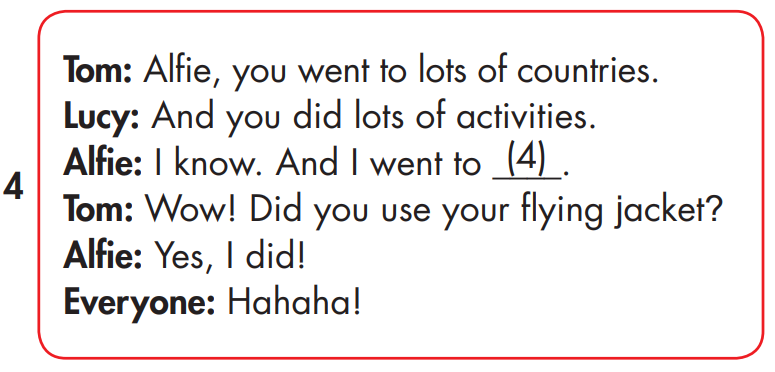 4
Tom: Alfie, you went to lots of countries.
Lucy: And you did lots of activities.
Alfie: I know. And I went to (4).
Tom: Wow! Did you use your flying jacket?
Alfie: Yes, I did!
Everyone: Hahaha!